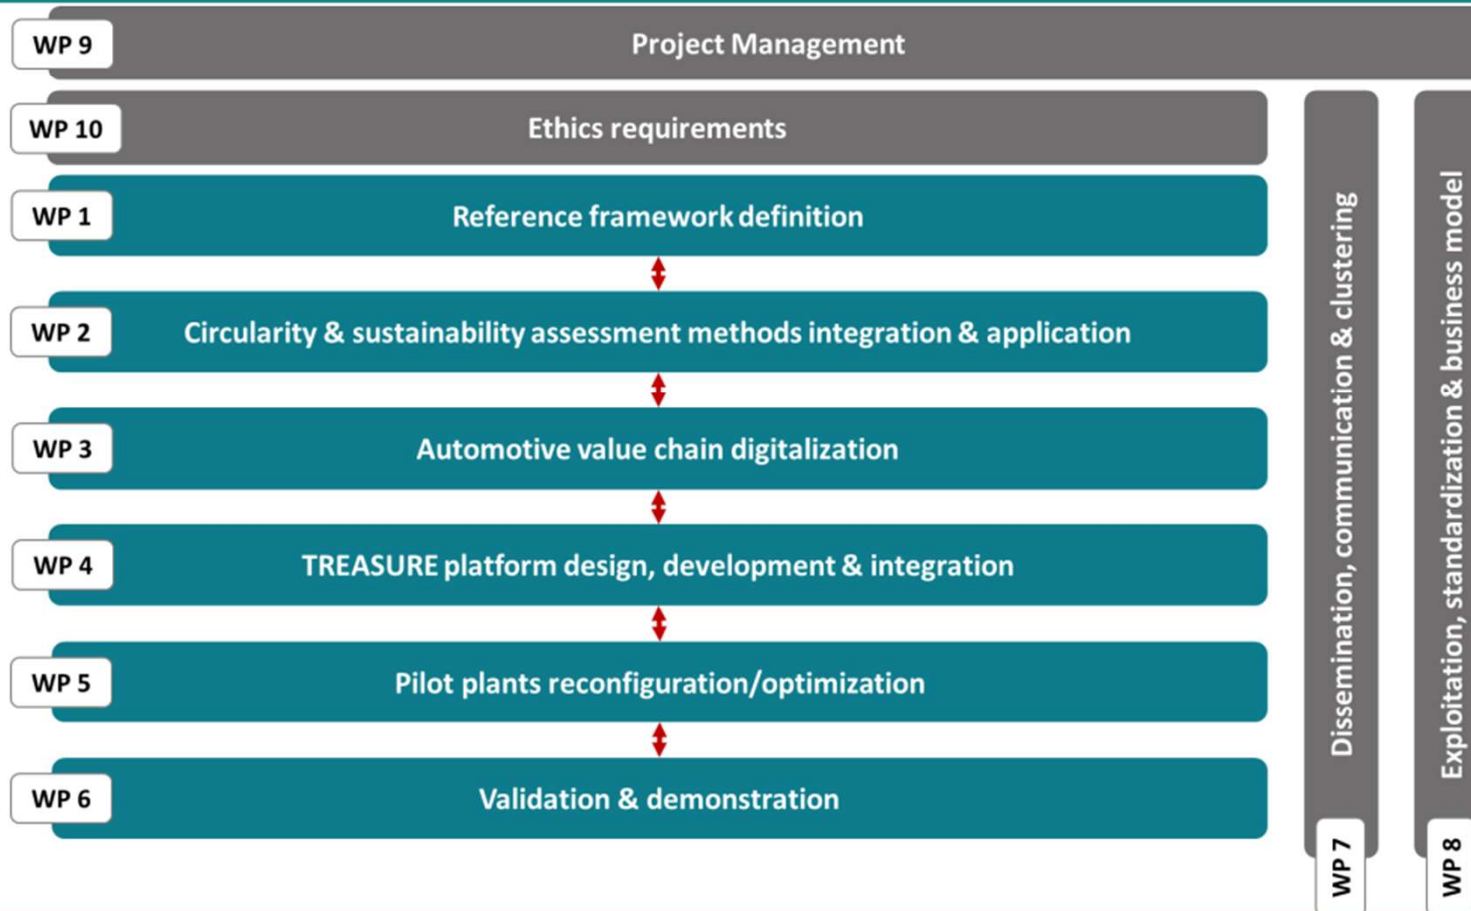 WP 9
Project Management
WP 10
Ethics requirements
WP 1
Reference framework definition
WP 2
Circularity & sustainability assessment methods integration & application
WP 3
Automotive value chain digitalization
WP 4
TREASURE platform design, development & integration
WP 5
Pilot plants reconfiguration/optimization
WP 6
Validation & demonstration
Dissemination, communication & clustering
WP 7
Exploitation, standardization & business model
WP 8